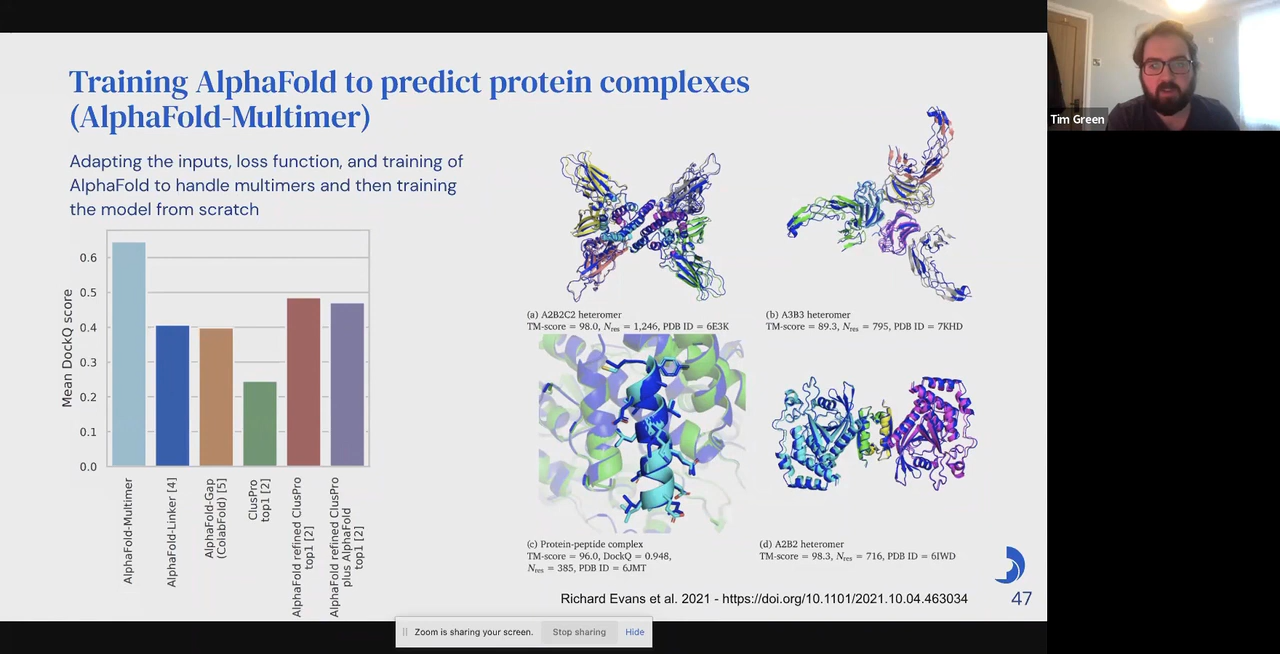 Training AlphaFold to predict protein complexes
(AlphaFold-Multimer)
Adapting the inputs, loss function, and training of
AlphaFold to handle multimers and then training
the model from scratch
Mean DockQ score
0.6
0.5
0.4
0.3
0.2
0.1
0.0
AlphaFold-Multimer
AlphaFold-Linker [4]
AlphaFold-Gap
(ColabFold) [5]
ClusPro
top1 [2]
AlphaFold refined ClusPro
top1 [2]
AlphaFold refined ClusPro
plus AlphaFold
top1 [2]
(a) A2B2C2 heteromer
TM-score = 98.0, Nres = 1,246, PDB ID = 6E3K
(b) A3B3 heteromer
TM-score = 89.3, Nres = 795, PDB ID = 7KHD
(c) Protein-peptide complex
TM-score = 96.0, DockQ = 0.948,
Nres = 385, PDB ID = 6JMT
(d) A2B2 heteromer
TM-score = 98.3, Nres = 716, PDB ID = 6IWD
Richard Evans et al. 2021 - https://doi.org/10.1101/2021.10.04.463034
47
Tim Green
Zoom is sharing your screen.
Stop sharing
Hide